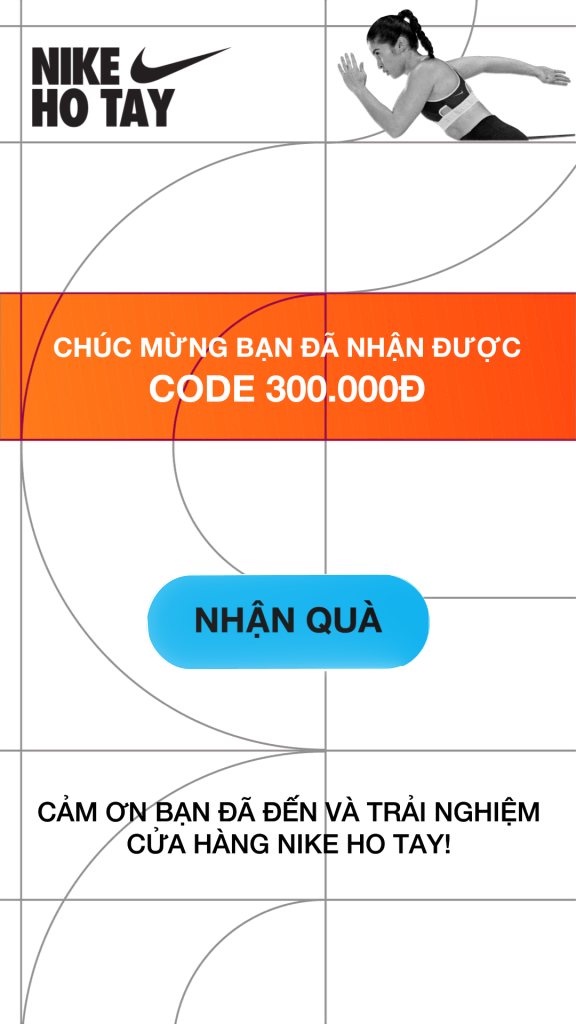 NIKE
HO TAY
CHÚC MỪNG BẠN ĐÃ NHẬN ĐƯỢC
CODE 300.000Đ
NHẬN QUÀ
CẢM ƠN BẠN ĐÃ ĐẾN VÀ TRẢI NGHIỆM
CỬA HÀNG NIKE HO TAY!